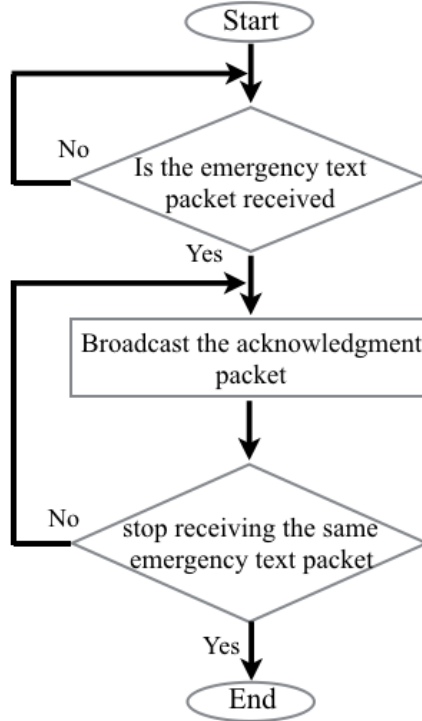 Start
No
Is the emergency text
packet received
Yes
Broadcast the acknowledgment
packet
No
stop receiving the same
emergency text packet
Yes
End